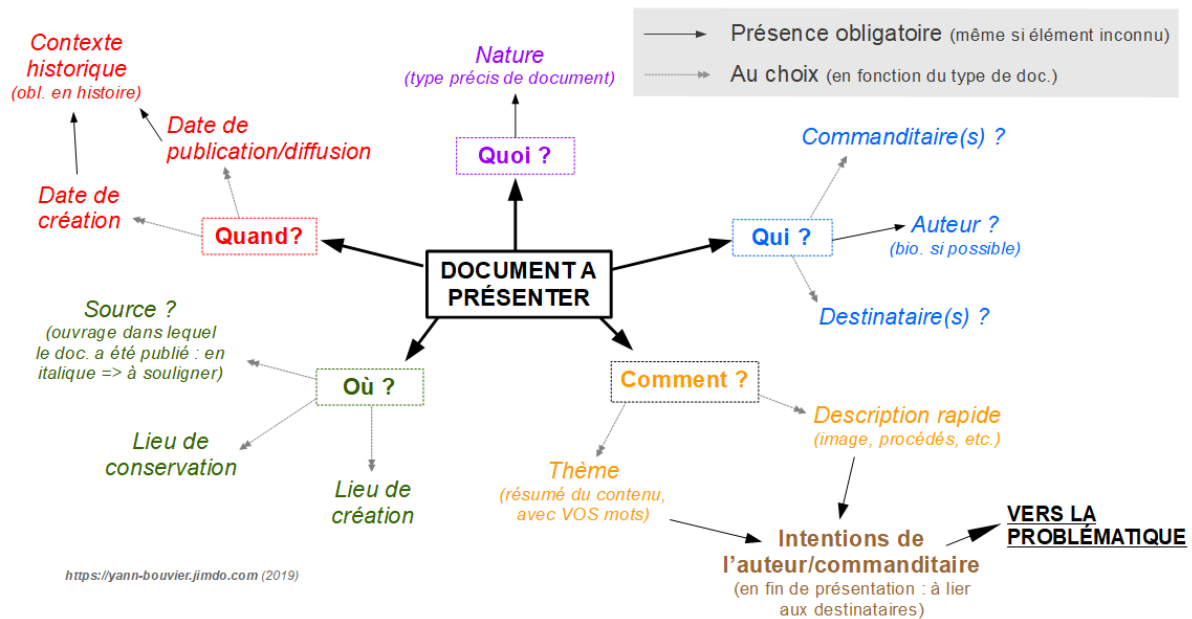 Présence obligatoire (même si élément inconnu)
Au choix (en fonction du type de doc.)
Contexte
historique
(obl. en histoire)
Date de
publication/diffusion
Date de
création
Quand?
Nature
(type précis de document)
Quoi ?
Commanditaire(s) ?
Qui ?
Auteur ?
(bio. si possible)
Destinataire(s) ?
DOCUMENT A
PRÉSENTER
Source ?
(ouvrage dans lequel
le doc. a été publié : en
italique => à souligner)
Où ?
Lieu de
conservation
Lieu de
création
Comment ?
Description rapide
(image, procédés, etc.)
Thème
(résumé du contenu,
avec VOS mots)
Intentions de
l'auteur/commanditaire
(en fin de présentation : à lier
aux destinataires)
VERS LA
PROBLÉMATIQUE
https://yann-bouvier.jimdo.com (2019)